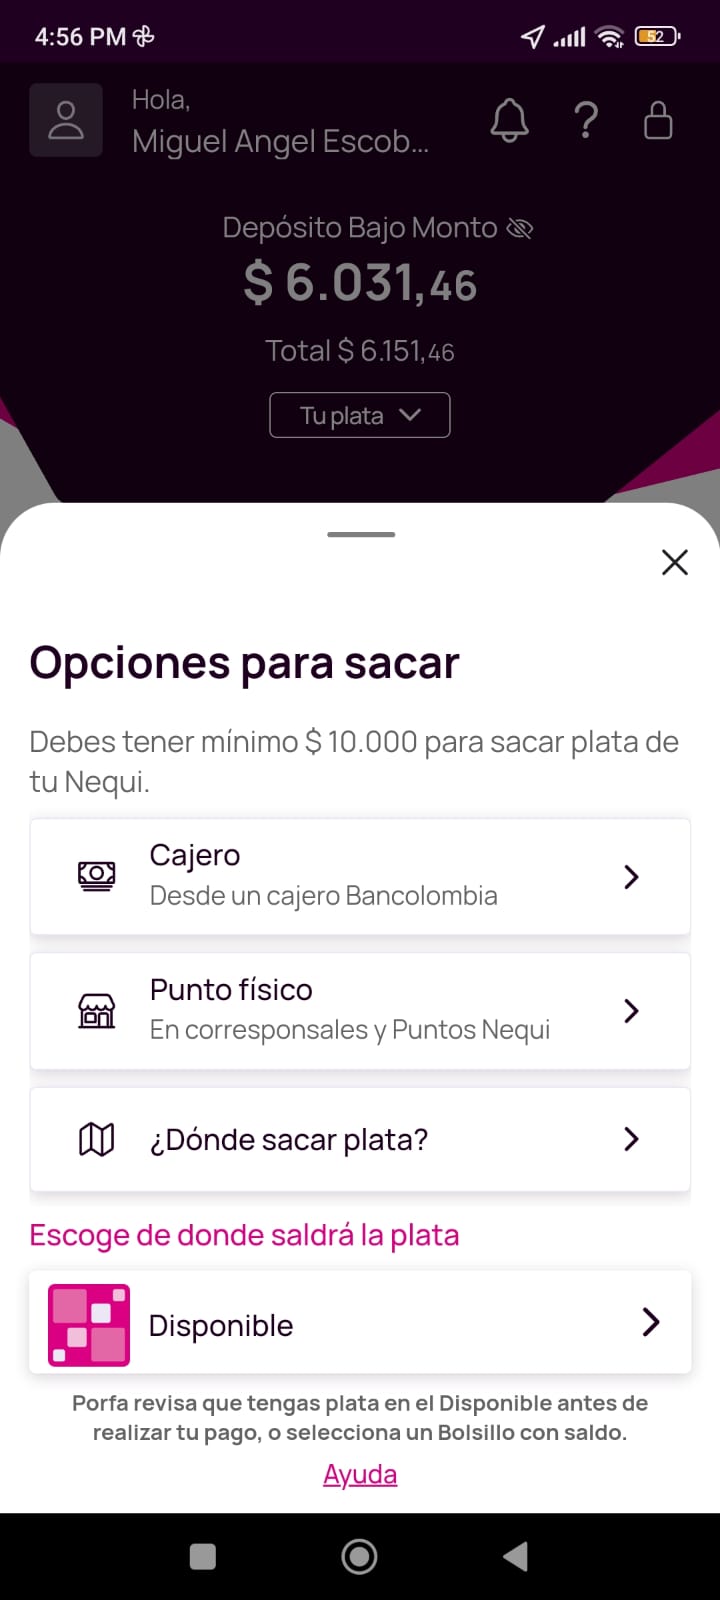 4:56 PM
52
Hola,
Miguel Angel Escob...
Depósito Bajo Monto
$ 6.031,46
Total $ 6.151,46
Tu plata
Opciones para sacar
Debes tener mínimo $ 10.000 para sacar plata de
tu Nequi.
Cajero
Desde un cajero Bancolombia
Punto físico
En corresponsales y Puntos Nequi
¿Dónde sacar plata?
Escoge de donde saldrá la plata
Disponible
Porfa revisa que tengas plata en el Disponible antes de
realizar tu pago, o selecciona un Bolsillo con saldo.
Ayuda